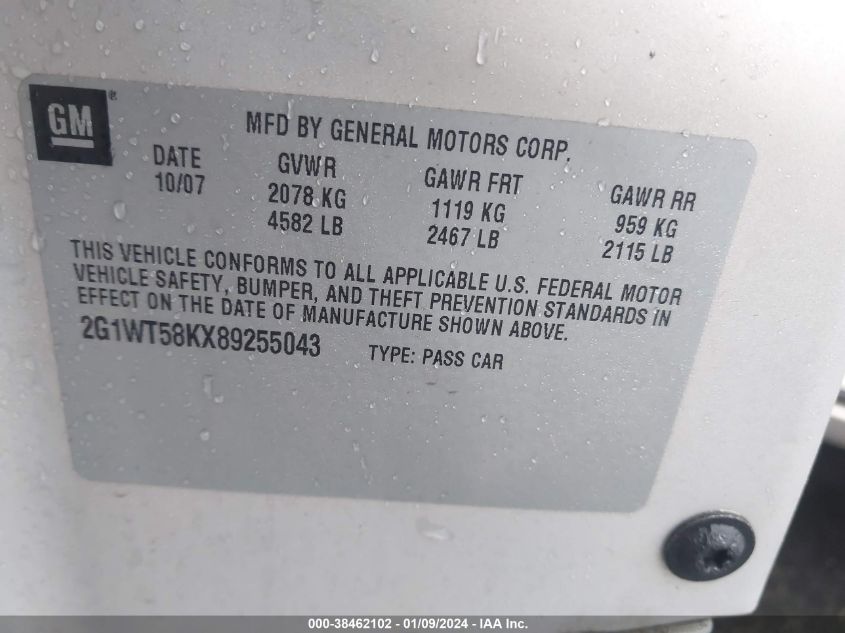 GM®
MFD BY GENERAL MOTORS CORP.
DATE GVWR GAWR FRT GAWR RR
10/07 2078 KG 1119 KG 959 KG
4582 LB 2467 LB 2115 LB
THIS VEHICLE CONFORMS TO ALL APPLICABLE U.S. FEDERAL MOTOR
VEHICLE SAFETY, BUMPER, AND THEFT PREVENTION STANDARDS IN
EFFECT ON THE DATE OF MANUFACTURE SHOWN ABOVE.
2G1WT58KX89255043 TYPE: PASS CAR
000-38462102 - 01/09/2024 - IAA Inc.